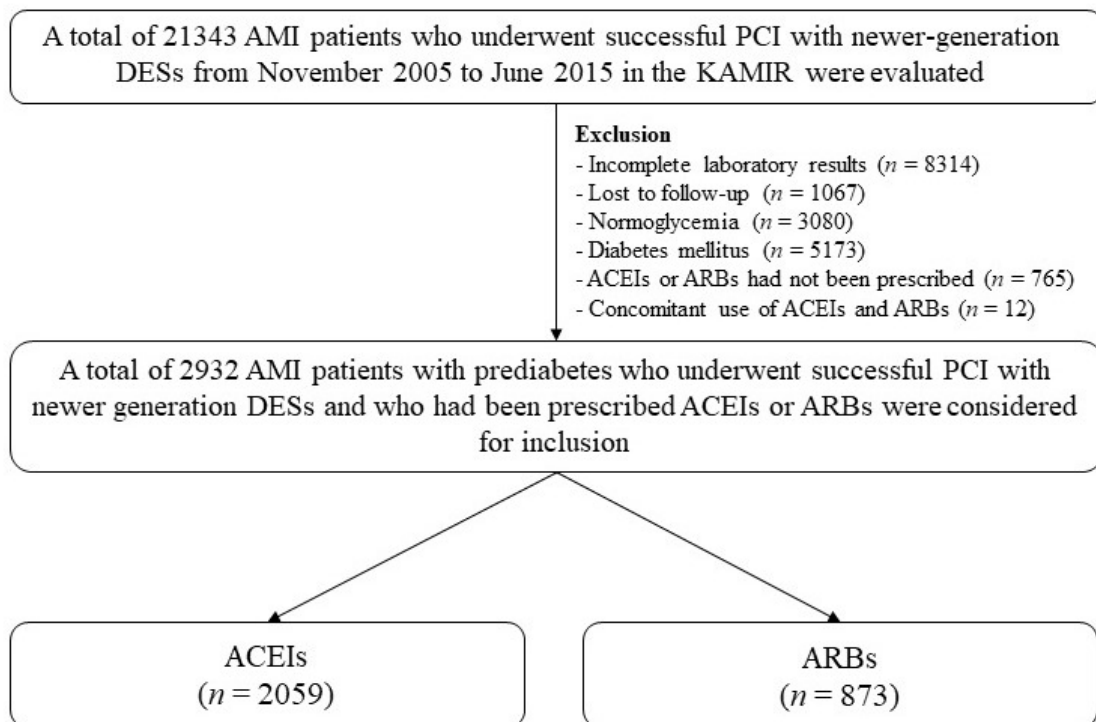 A total of 21343 AMI patients who underwent successful PCI with newer-generation
DESs from November 2005 to June 2015 in the KAMIR were evaluated
Exclusion
- Incomplete laboratory results (n = 8314)
- Lost to follow-up (n = 1067)
- Normoglycemia (n = 3080)
- Diabetes mellitus (n = 5173)
- ACEIs or ARBs had not been prescribed (n = 765)
- Concomitant use of ACEIs and ARBs (n = 12)
A total of 2932 AMI patients with prediabetes who underwent successful PCI with
newer generation DESs and who had been prescribed ACEIs or ARBs were considered
for inclusion
ACEIs
(n = 2059)
ARBs
(n = 873)